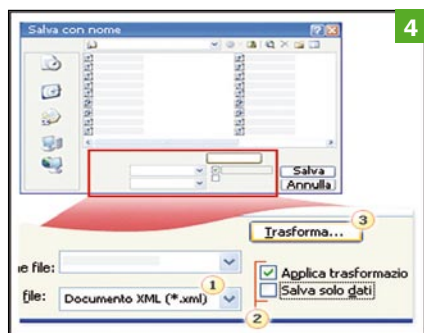 4
Salva con nome
Salva
Annulla
3
Trasforma...
e file:
1
Applica trasformazio
file:
Documento XML (*.xml)
Salva solo dati
2